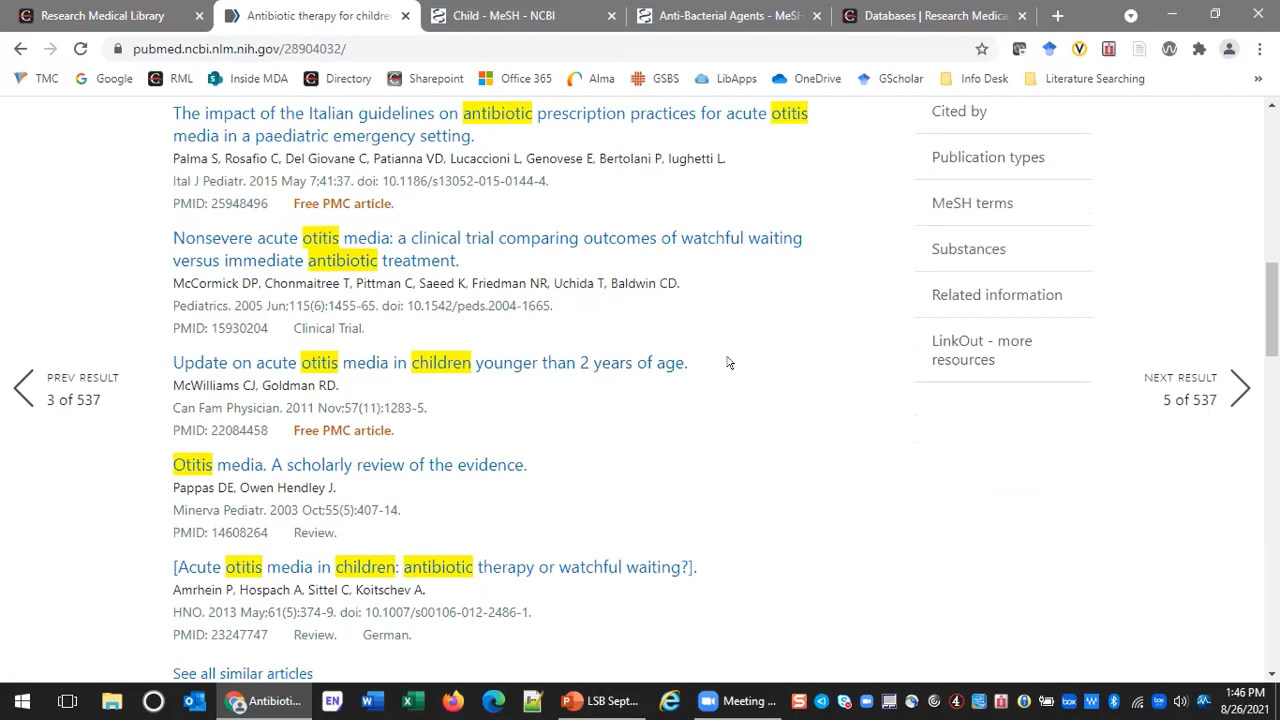 Research Medical Library
Antibiotic therapy for childre
Child - MeSH - NCBI
Anti-Bacterial Agents - MeSH
Databases | Research Medica
pubmed.ncbi.nlm.nih.gov/28904032/
TMC
Google
RML
Inside MDA
Directory
Sharepoint
Office 365
Alma
GSBS
LibApps
OneDrive
GScholar
Info Desk
Literature Searching
»
The impact of the Italian guidelines on antibiotic prescription practices for acute otitis
media in a paediatric emergency setting.
Palma S, Rosafio C, Del Giovane C, Patianna VD, Lucaccioni L, Genovese E, Bertolani P, Iughetti L.
Ital J Pediatr. 2015 May 7;41:37. doi: 10.1186/s13052-015-0144-4.
PMID: 25948496 Free PMC article.
Nonsevere acute otitis media: a clinical trial comparing outcomes of watchful waiting
versus immediate antibiotic treatment.
McCormick DP, Chonmaitree T, Pittman C, Saeed K, Friedman NR, Uchida T, Baldwin CD.
Pediatrics. 2005 Jun;115(6):1455-65. doi: 10.1542/peds.2004-1665.
PMID: 15930204 Clinical Trial.
Update on acute otitis media in children younger than 2 years of age.
McWilliams CJ, Goldman RD.
Can Fam Physician. 2011 Nov;57(11):1283-5.
PMID: 22084458 Free PMC article.
Otitis media. A scholarly review of the evidence.
Pappas DE, Owen Hendley J.
Minerva Pediatr. 2003 Oct;55(5):407-14.
PMID: 14608264 Review.
[Acute otitis media in children: antibiotic therapy or watchful waiting?].
Amrhein P, Hospach A, Sittel C, Koitschev A.
HNO. 2013 May;61(5):374-9. doi: 10.1007/s00106-012-2486-1.
PMID: 23247747 Review. German.
See all similar articles
PREV RESULT
3 of 537
Cited by
Publication types
MeSH terms
Substances
Related information
LinkOut - more
resources
NEXT RESULT
5 of 537
Antibioti...
EN
LSB Sept...
Meeting ...
1:46 PM
8/26/2021